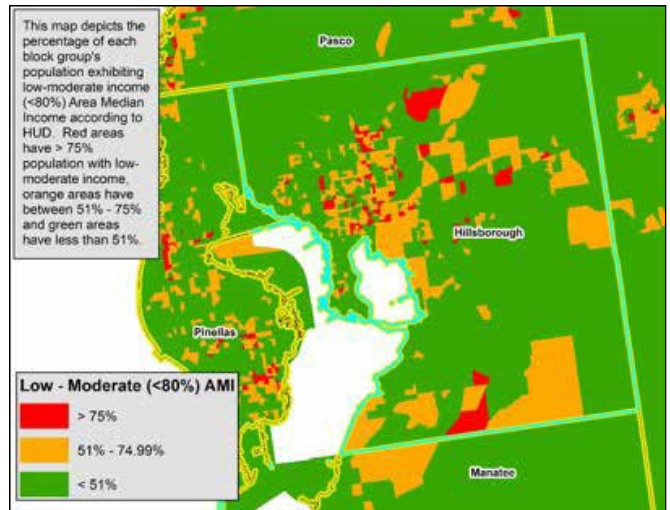 This map depicts the
percentage of each
block group's
population exhibiting
low-moderate income
(<80%) Area Median
Income according to
HUD. Red areas
have > 75%
population with low-
moderate income,
orange areas have
between 51% - 75%
and green areas
have less than 51%.
Pasco
Hillsborough
Pinellas
Manatee
Low - Moderate (<80%) AMI
> 75%
51% - 74.99%
< 51%